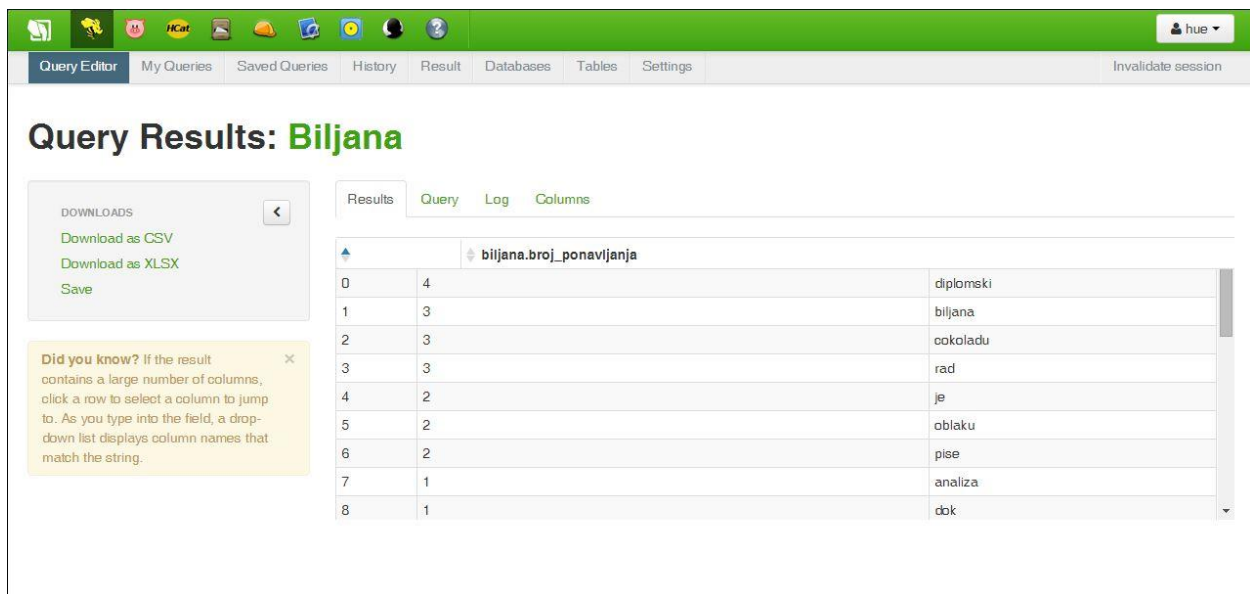 HCat
hue
Query Editor My Queries Saved Queries History Result Databases Tables Settings Invalidate session
Query Results: Biljana
DOWNLOADS
Download as CSV
Download as XLSX
Save
Did you know? If the result
contains a large number of columns,
click a row to select a column to jump
to. As you type into the field, a drop-
down list displays column names that
match the string.
Results Query Log Columns
biljana.broj_ponavljanja
0 4 diplomski
1 3 biljana
2 3 cokoladu
3 3 rad
4 2 je
5 2 oblaku
6 2 pise
7 1 analiza
8 1 dok